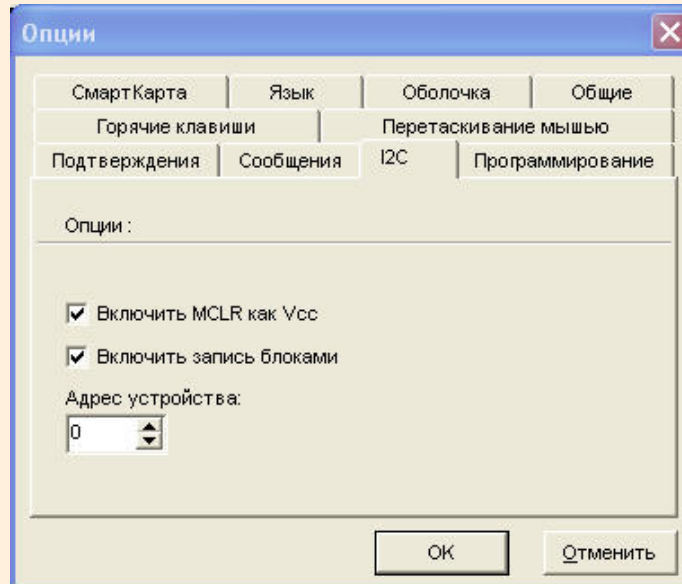 Опции
СмартКарта Язык Оболочка Общие
Горячие клавиши Перетаскивание мышью
Подтверждения Сообщения I2C Программирование
Опции :
Включить MCLR как Vcc
Включить запись блоками
Адрес устройства:
0
OK Отменить